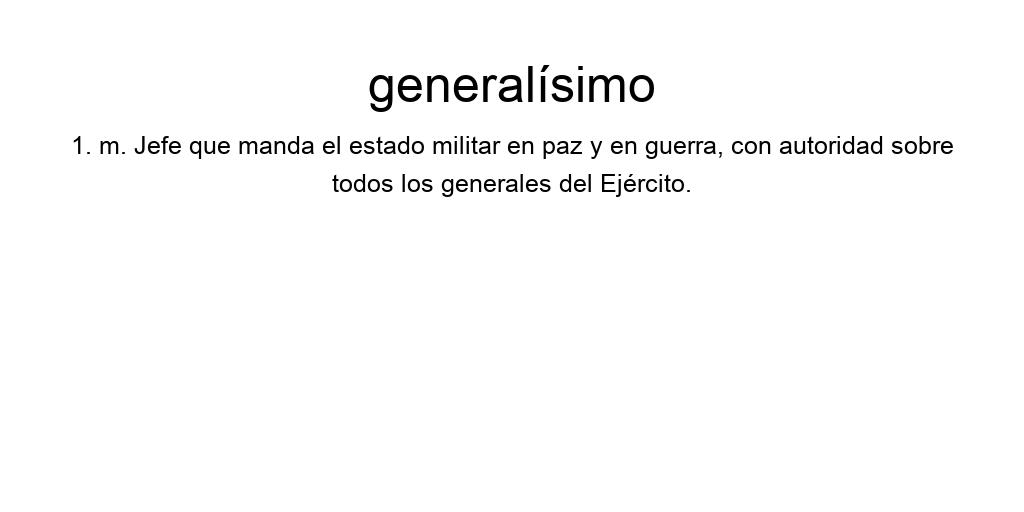 generalísimo
1. m. Jefe que manda el estado militar en paz y en guerra, con autoridad sobre
todos los generales del Ejército.